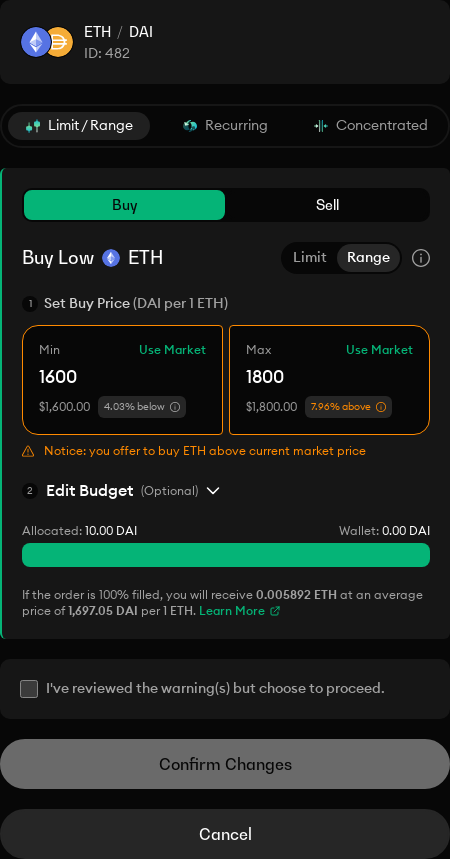 ETH / DAI
ID: 482
Limit / Range
Recurring
Concentrated
Buy
Sell
Buy Low ETH
Limit
Range
1 Set Buy Price (DAI per 1 ETH)
Min
Use Market
1600
$1,600.00
4.03% below
Max
Use Market
1800
$1,800.00
7.96% above
Notice: you offer to buy ETH above current market price
2 Edit Budget (Optional)
Allocated: 10.00 DAI
Wallet: 0.00 DAI
If the order is 100% filled, you will receive 0.005892 ETH at an average
price of 1,697.05 DAI per 1 ETH. Learn More
I've reviewed the warning(s) but choose to proceed.
Confirm Changes
Cancel